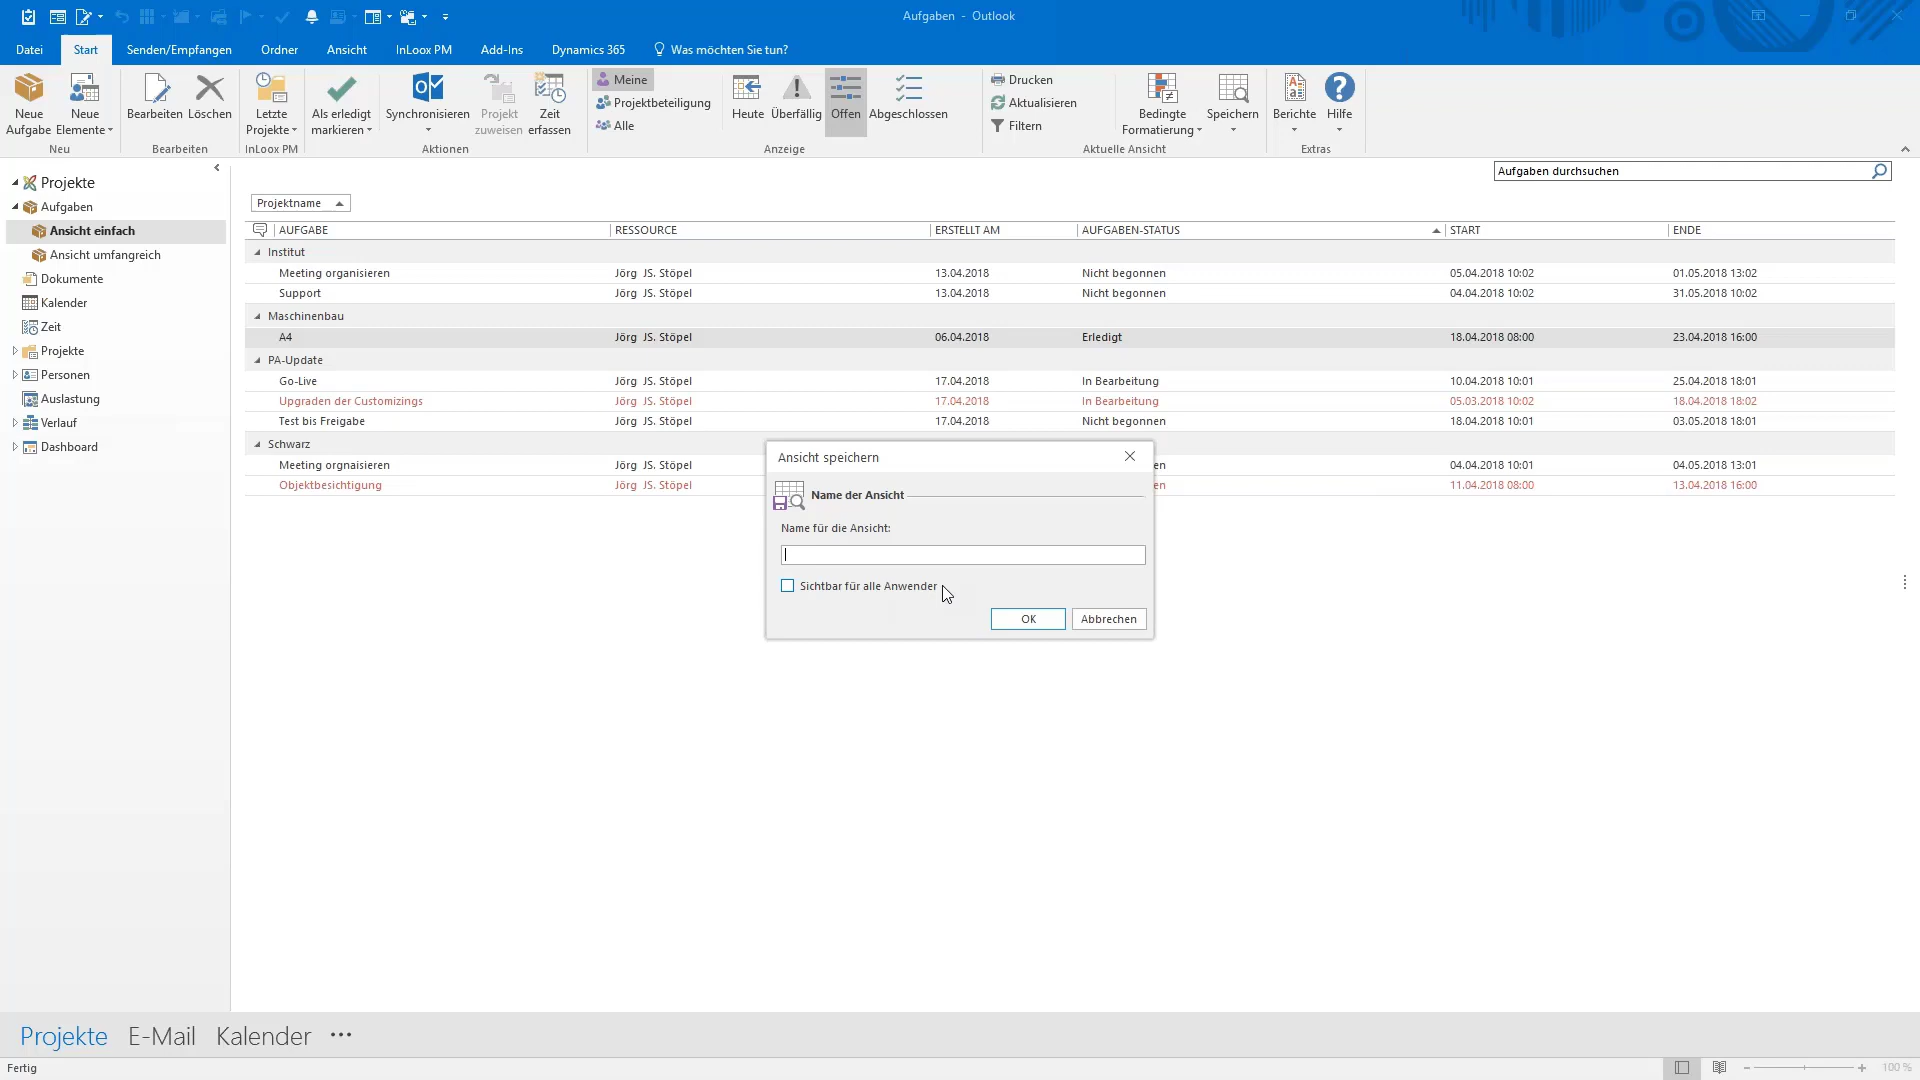 Aufgaben - Outlook
Datei Start Senden/Empfangen Ordner Ansicht InLoox PM Add-Ins Dynamics 365 Was möchten Sie tun?
Neue Aufgabe
Neue Elemente
Neu
Bearbeiten Löschen
Bearbeiten
Letzte Projekte
InLoox PM
Als erledigt markieren
Synchronisieren
Projekt zuweisen
Zeit erfassen
Aktionen
Meine
Projektbeteiligung
Alle
Heute Überfällig Offen Abgeschlossen
Anzeige
Drucken
Aktualisieren
Filtern
Bedingte Formatierung
Speichern
Aktuelle Ansicht
Berichte Hilfe
Extras
Projekte
Aufgaben
Ansicht einfach
Ansicht umfangreich
Dokumente
Kalender
Zeit
Projekte
Personen
Auslastung
Verlauf
Dashboard
Aufgaben durchsuchen
Projektname
AUFGABE RESSOURCE ERSTELLT AM AUFGABEN-STATUS START ENDE
Institut
Meeting organisieren Jörg JS. Stöpel 13.04.2018 Nicht begonnen 05.04.2018 10:02 01.05.2018 13:02
Support Jörg JS. Stöpel 13.04.2018 Nicht begonnen 04.04.2018 10:02 31.05.2018 10:02
Maschinenbau
A4 Jörg JS. Stöpel 06.04.2018 Erledigt 18.04.2018 08:00 23.04.2018 16:00
PA-Update
Go-Live Jörg JS. Stöpel 17.04.2018 In Bearbeitung 10.04.2018 10:01 25.04.2018 18:01
Upgraden der Customizings Jörg JS. Stöpel 17.04.2018 In Bearbeitung 05.03.2018 10:02 18.04.2018 18:02
Test bis Freigabe Jörg JS. Stöpel 17.04.2018 Nicht begonnen 18.04.2018 10:01 03.05.2018 18:01
Schwarz
Meeting orgnaisieren Jörg JS. Stöpel en 04.04.2018 10:01 04.05.2018 13:01
Objektbesichtigung Jörg JS. Stöpel en 11.04.2018 08:00 13.04.2018 16:00
Ansicht speichern
Name der Ansicht
Name für die Ansicht:
Sichtbar für alle Anwender
OK Abbrechen
Projekte E-Mail Kalender ...
Fertig
100 %